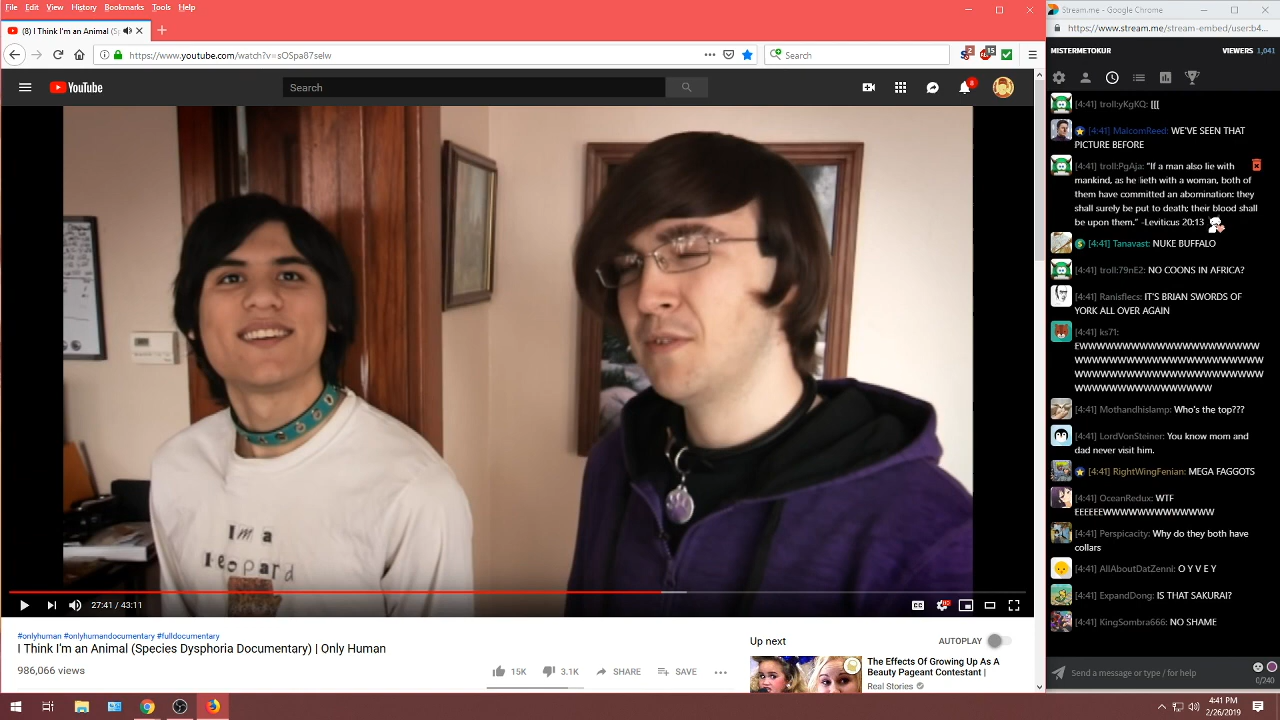 File Edit View History Bookmarks Tools Help
(8) I Think I'm an Animal (Sp
https://www.youtube.com/watch?v=sOSpa87selw
Search
2
15
YouTube
Search
8
I'm a
leopard
27:41 / 43:11
CC
HD
#onlyhuman #onlyhumandocumentary #fulldocumentary
I Think I'm an Animal (Species Dysphoria Documentary) | Only Human
986,066 views
15K
3.1K
SHARE
SAVE
Up next
AUTOPLAY
The Effects Of Growing Up As A
Beauty Pageant Contestant |
Real Stories
Stream.me - Google Chrome
https://www.stream.me/stream-embed/user:b4...
MISTERMETOKUR
VIEWERS 1,041
[4:41] troll:yKgKQ: [[[
[4:41] MalcomReed: WE'VE SEEN THAT
PICTURE BEFORE
[4:41] troll:PgAja: "If a man also lie with
mankind, as he lieth with a woman, both of
them have committed an abomination: they
shall surely be put to death; their blood shall
be upon them." -Leviticus 20:13
[4:41] Tanavast: NUKE BUFFALO
[4:41] troll:79nE2: NO COONS IN AFRICA?
[4:41] Ranisflecs: IT'S BRIAN SWORDS OF
YORK ALL OVER AGAIN
[4:41] ks71:
EWWWWWWWWWWWWWWWWWWWWW
WWWWWWWWWWWWWWWWWWWWWW
WWWWWWWWWWWWWWWWWWWWWW
WWWWWWWWWWWWWWWW
[4:41] Mothandhislamp: Who's the top???
[4:41] LordVonSteiner: You know mom and
dad never visit him.
[4:41] RightWingFenian: MEGA FAGGOTS
[4:41] OceanRedux: WTF
EEEEEEWWWWWWWWWWWWW
[4:41] Perspicacity: Why do they both have
collars
[4:41] AllAboutDatZenni: O Y V E Y
[4:41] ExpandDong: IS THAT SAKURAI?
[4:41] KingSombra666: NO SHAME
Send a message or type / for help
0/240
4:41 PM
2/26/2019